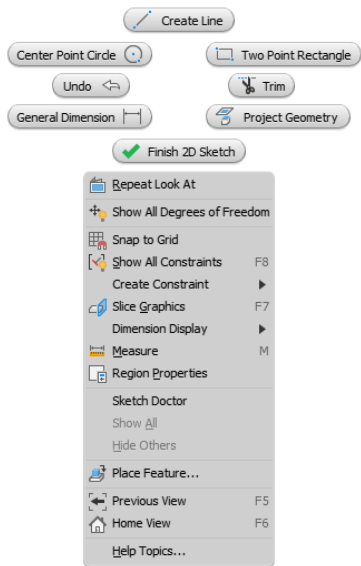 Create Line
Center Point Circle
Two Point Rectangle
Undo
Trim
General Dimension
Project Geometry
Finish 2D Sketch
Repeat Look At
Show All Degrees of Freedom
Snap to Grid
Show All Constraints F8
Create Constraint
Slice Graphics F7
Dimension Display
Measure M
Region Properties
Sketch Doctor
Show All
Hide Others
Place Feature...
Previous View F5
Home View F6
Help Topics...